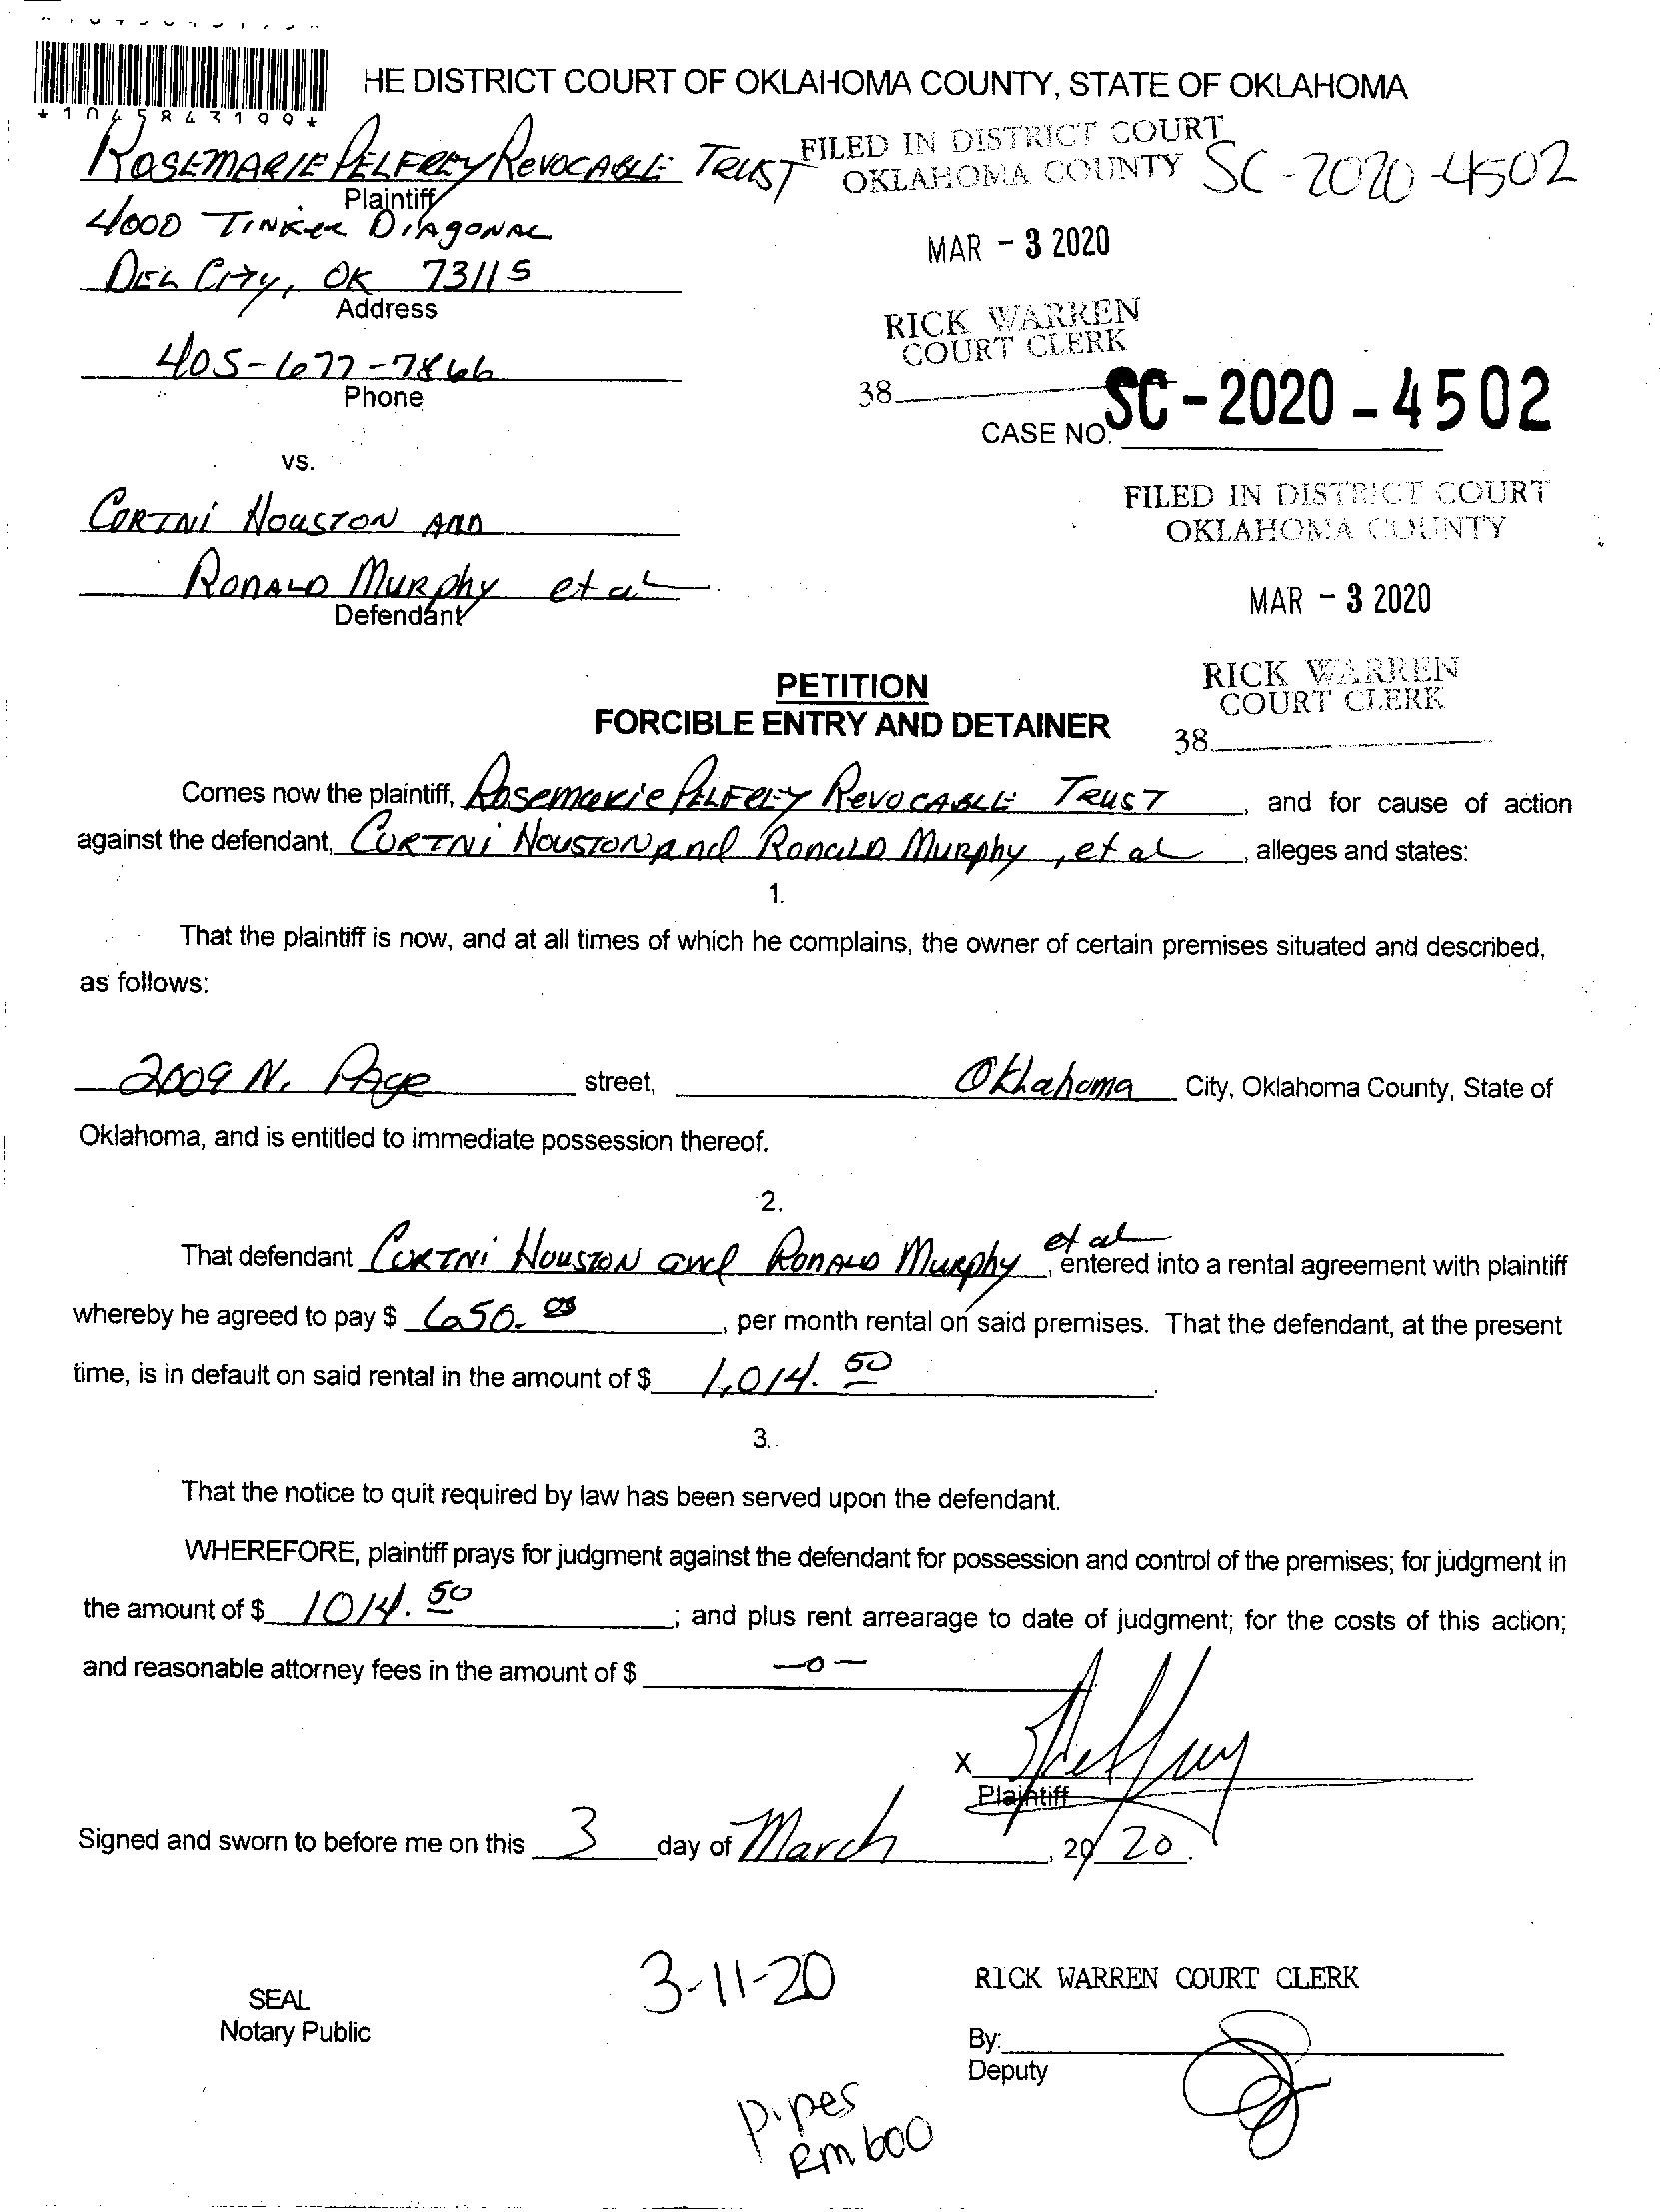 *1045843199*
HE DISTRICT COURT OF OKLAHOMA COUNTY, STATE OF OKLAHOMA
ROSEMARIE PELFREY REVOCABLE TRUST
Plaintiff
FILED IN DISTRICT COURT
OKLAHOMA COUNTY
SC-2020-4502
4000 TINKER DIAGONAL
MAR - 3 2020
DEL CITY, OK 73115
Address
RICK WARREN
COURT CLERK
405-677-7866
Phone
38
CASE NO. SC-2020-4502
vs.
CORTNI HOUSTON AND
FILED IN DISTRICT COURT
OKLAHOMA COUNTY
RONALD MURPHY et al
Defendant
MAR - 3 2020
RICK WARREN
COURT CLERK
38
PETITION
FORCIBLE ENTRY AND DETAINER
Comes now the plaintiff, Rosemarie PELFREY REVOCABLE TRUST, and for cause of action
against the defendant, CORTNI HOUSTON And RONALD MURPHY, et al, alleges and states:
1.
That the plaintiff is now, and at all times of which he complains, the owner of certain premises situated and described,
as follows:
2009 N. Page street, Oklahoma City, Oklahoma County, State of
Oklahoma, and is entitled to immediate possession thereof.
2.
That defendant CORTNI HOUSTON and RONALD MURPHY et al, entered into a rental agreement with plaintiff
whereby he agreed to pay $ 650.00, per month rental on said premises. That the defendant, at the present
time, is in default on said rental in the amount of $ 1,014.50.
3.
That the notice to quit required by law has been served upon the defendant.
WHEREFORE, plaintiff prays for judgment against the defendant for possession and control of the premises; for judgment in
the amount of $ 1014.50; and plus rent arrearage to date of judgment; for the costs of this action;
and reasonable attorney fees in the amount of $ -0-
X
Plaintiff
Signed and sworn to before me on this 3 day of March, 20 20.
3-11-20
RICK WARREN COURT CLERK
SEAL
Notary Public
By:
Deputy
Pipes
Rm 600